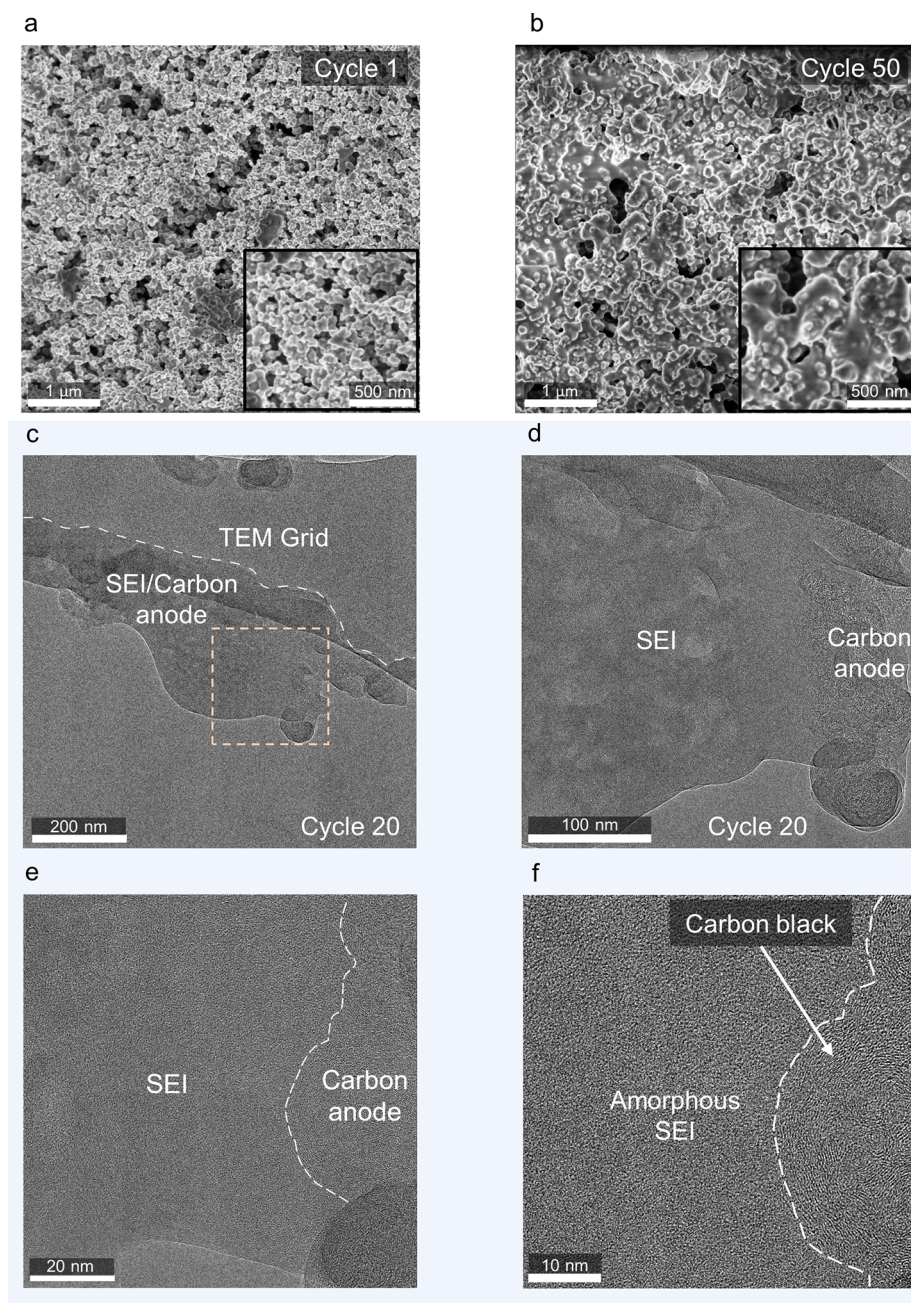 a
Cycle 1
1 µm
500 nm
b
Cycle 50
1 µm
500 nm
c
TEM Grid
SEI/Carbon
anode
200 nm
Cycle 20
d
SEI
Carbon
anode
100 nm
Cycle 20
e
SEI
Carbon
anode
20 nm
f
Carbon black
Amorphous
SEI
10 nm